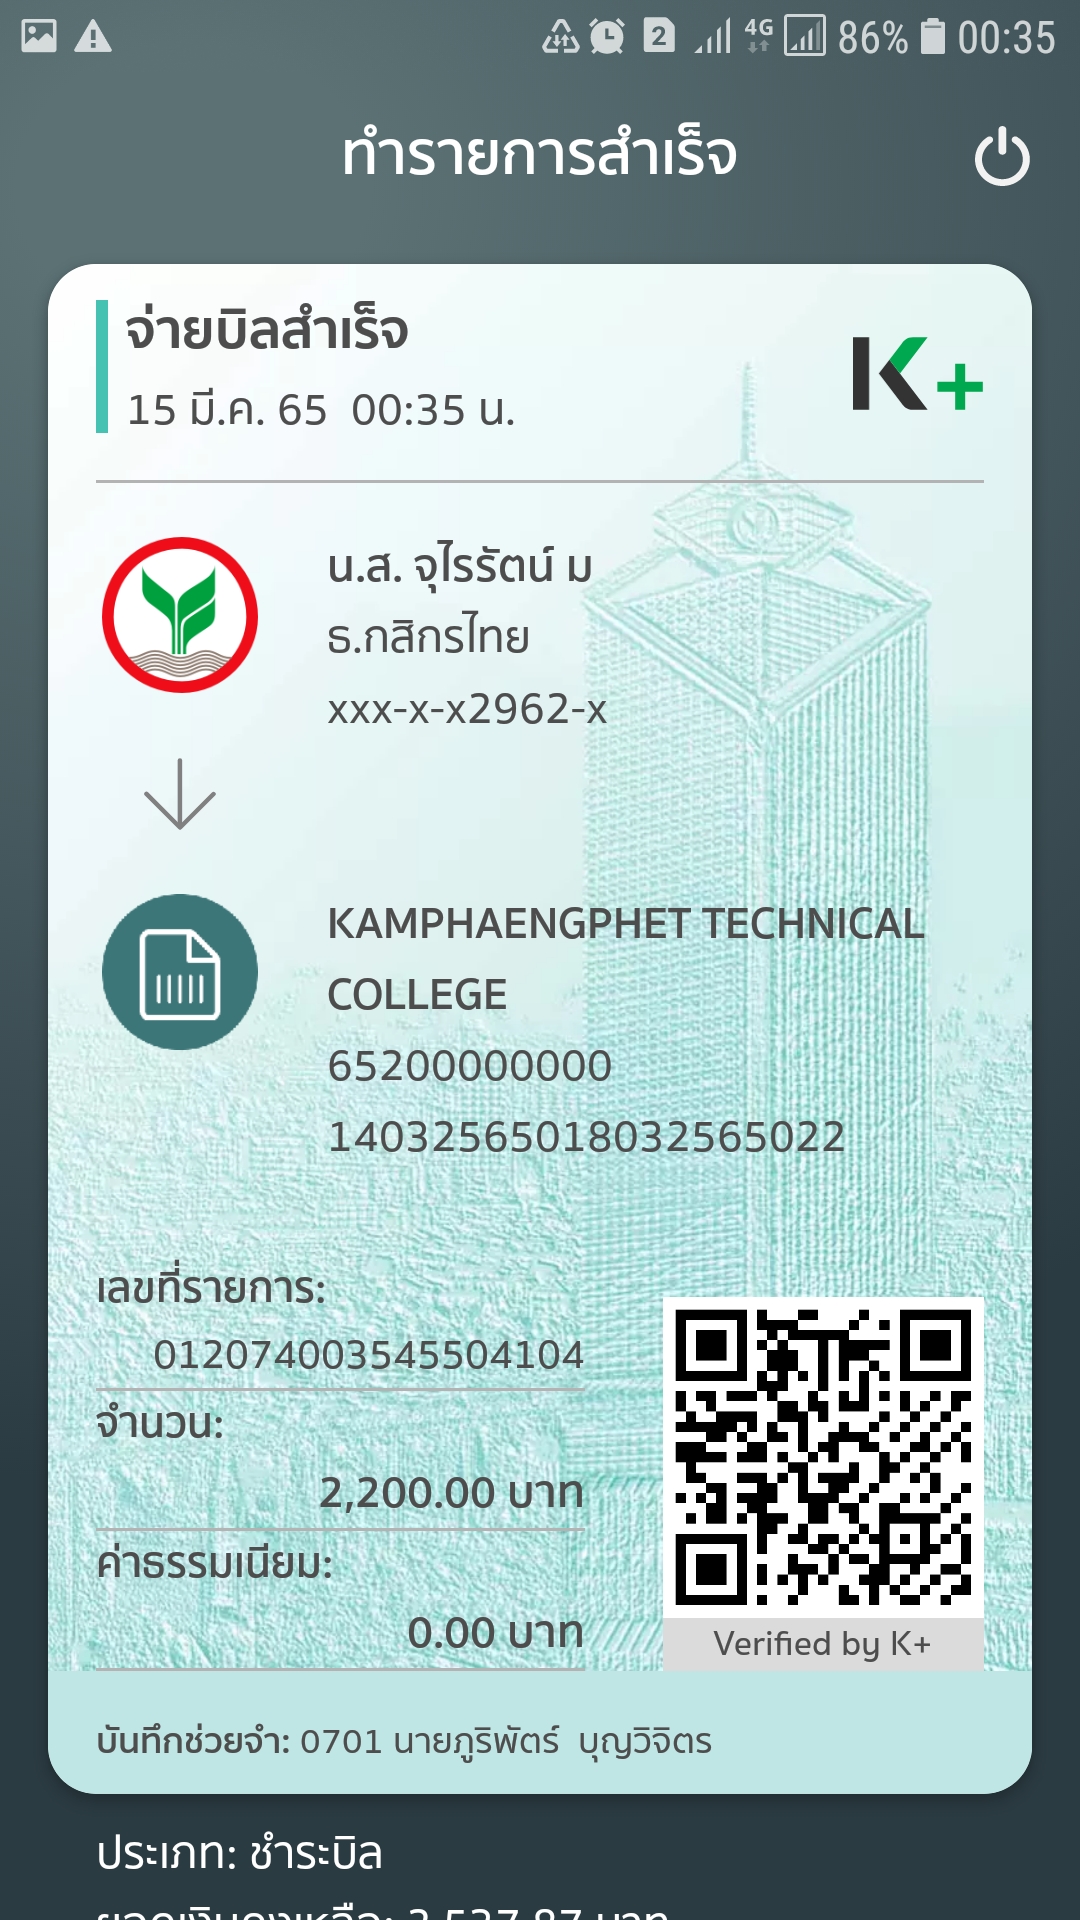 2 4G 86% 00:35
ทำรายการสำเร็จ
จ่ายบิลสำเร็จ
15 มี.ค. 65 00:35 น.
K+
น.ส. จุไรรัตน์ ม
ธ.กสิกรไทย
xxx-x-x2962-x
KAMPHAENGPHET TECHNICAL
COLLEGE
65200000000
14032565018032565022
เลขที่รายการ:
012074003545504104
จำนวน:
2,200.00 บาท
ค่าธรรมเนียม:
0.00 บาท
Verified by K+
บันทึกช่วยจำ: 0701 นายภูริพัตร์ บุญวิจิตร
ประเภท: ชำระบิล